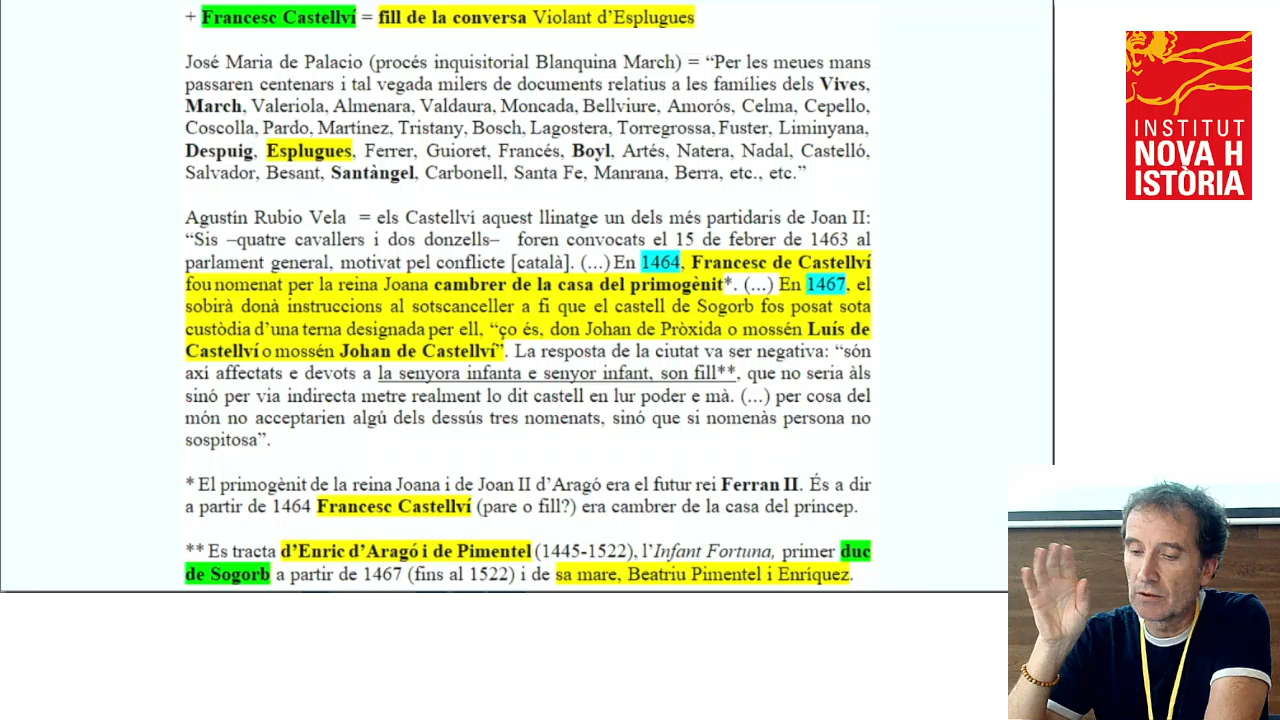 + Francesc Castellví = fill de la conversa Violant d’Esplugues
José Maria de Palacio (procés inquisitorial Blanquina March) = “Per les meues mans
passaren centenars i tal vegada milers de documents relatius a les famílies dels Vives,
March, Valeriola, Almenara, Valdaura, Moncada, Bellviure, Amorós, Celma, Cepello,
Coscolla, Pardo, Martínez, Tristany, Bosch, Lagostera, Torregrossa, Fuster, Liminyana,
Despuig, Esplugues, Ferrer, Guioret, Francés, Boyl, Artés, Natera, Nadal, Castelló,
Salvador, Besant, Santàngel, Carbonell, Santa Fe, Manrana, Berra, etc., etc.”
Agustín Rubio Vela = els Castellví aquest llinatge un dels més partidaris de Joan II:
“Sis –quatre cavallers i dos donzells– foren convocats el 15 de febrer de 1463 al
parlament general, motivat pel conflicte [català]. (...) En 1464, Francesc de Castellví
fou nomenat per la reina Joana cambrer de la casa del primogènit*. (...) En 1467, el
sobirà donà instruccions al sotscanceller a fi que el castell de Sogorb fos posat sota
custòdia d’una terna designada per ell, “ço és, don Johan de Pròxida o mossén Luís de
Castellví o mossén Johan de Castellví”. La resposta de la ciutat va ser negativa: “són
axí affectats e devots a la senyora infanta e senyor infant, son fill**, que no seria àls
sinó per via indirecta metre realment lo dit castell en lur poder e mà. (...) per cosa del
món no acceptarien algú dels dessús tres nomenats, sinó que si nomenàs persona no
sospitosa”.
* El primogènit de la reina Joana i de Joan II d’Aragó era el futur rei Ferran II. És a dir
a partir de 1464 Francesc Castellví (pare o fill?) era cambrer de la casa del príncep.
** Es tracta d’Enric d’Aragó i de Pimentel (1445-1522), l’Infant Fortuna, primer duc
de Sogorb a partir de 1467 (fins al 1522) i de sa mare, Beatriu Pimentel i Enríquez.
INSTITUT
NOVA H
ISTÒRIA